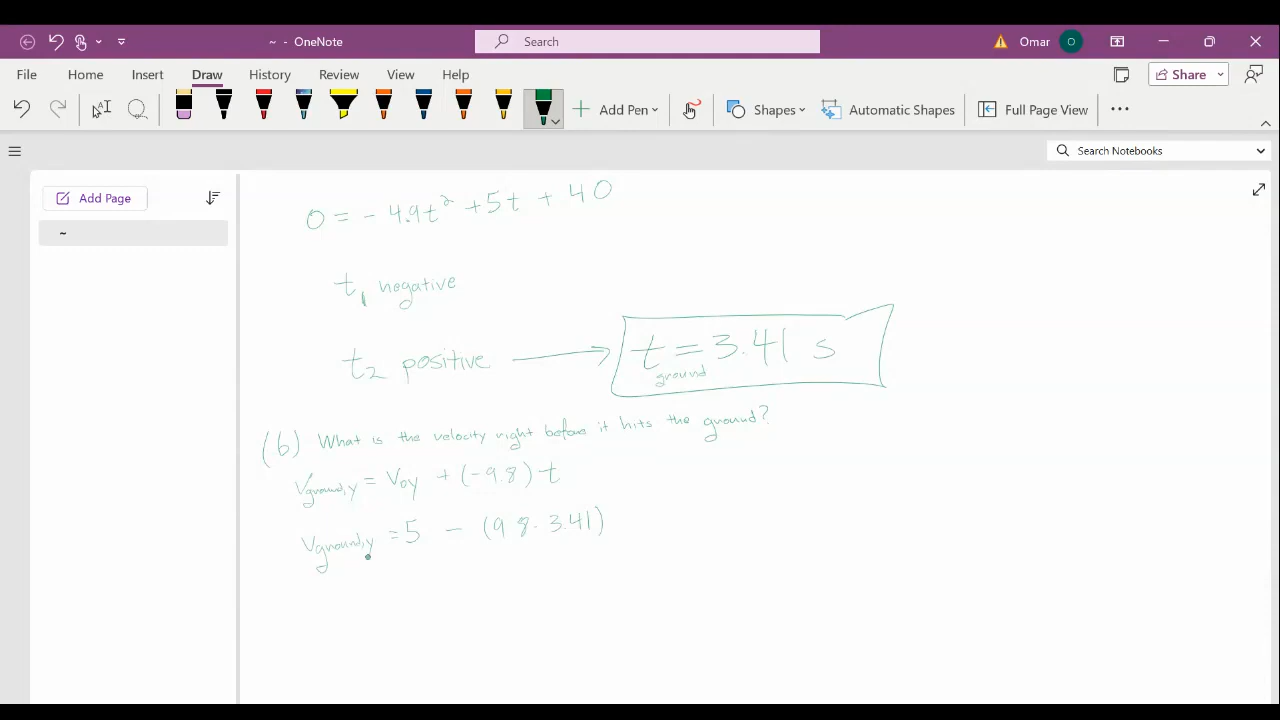 ~ - OneNote
Search
Omar
O
File Home Insert Draw History Review View Help
Share
Add Pen
Shapes
Automatic Shapes
Full Page View
Search Notebooks
Add Page
~
0 = - 4.9t² + 5t + 40
t₁ negative
t₂ positive → t ground = 3.41 s
(b) What is the velocity right before it hits the ground?
Vground,y = Voy + (-9.8) t
Vground,y = 5 - (9 8 · 3.41)